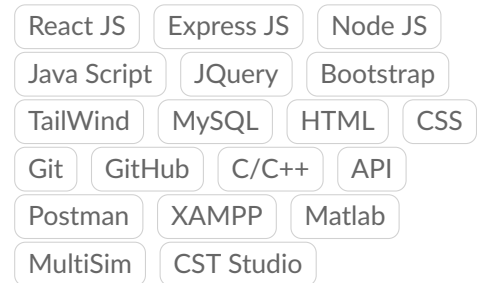 React JS Express JS Node JS
Java Script JQuery Bootstrap
TailWind MySQL HTML CSS
Git GitHub C/C++ API
Postman XAMPP Matlab
MultiSim CST Studio